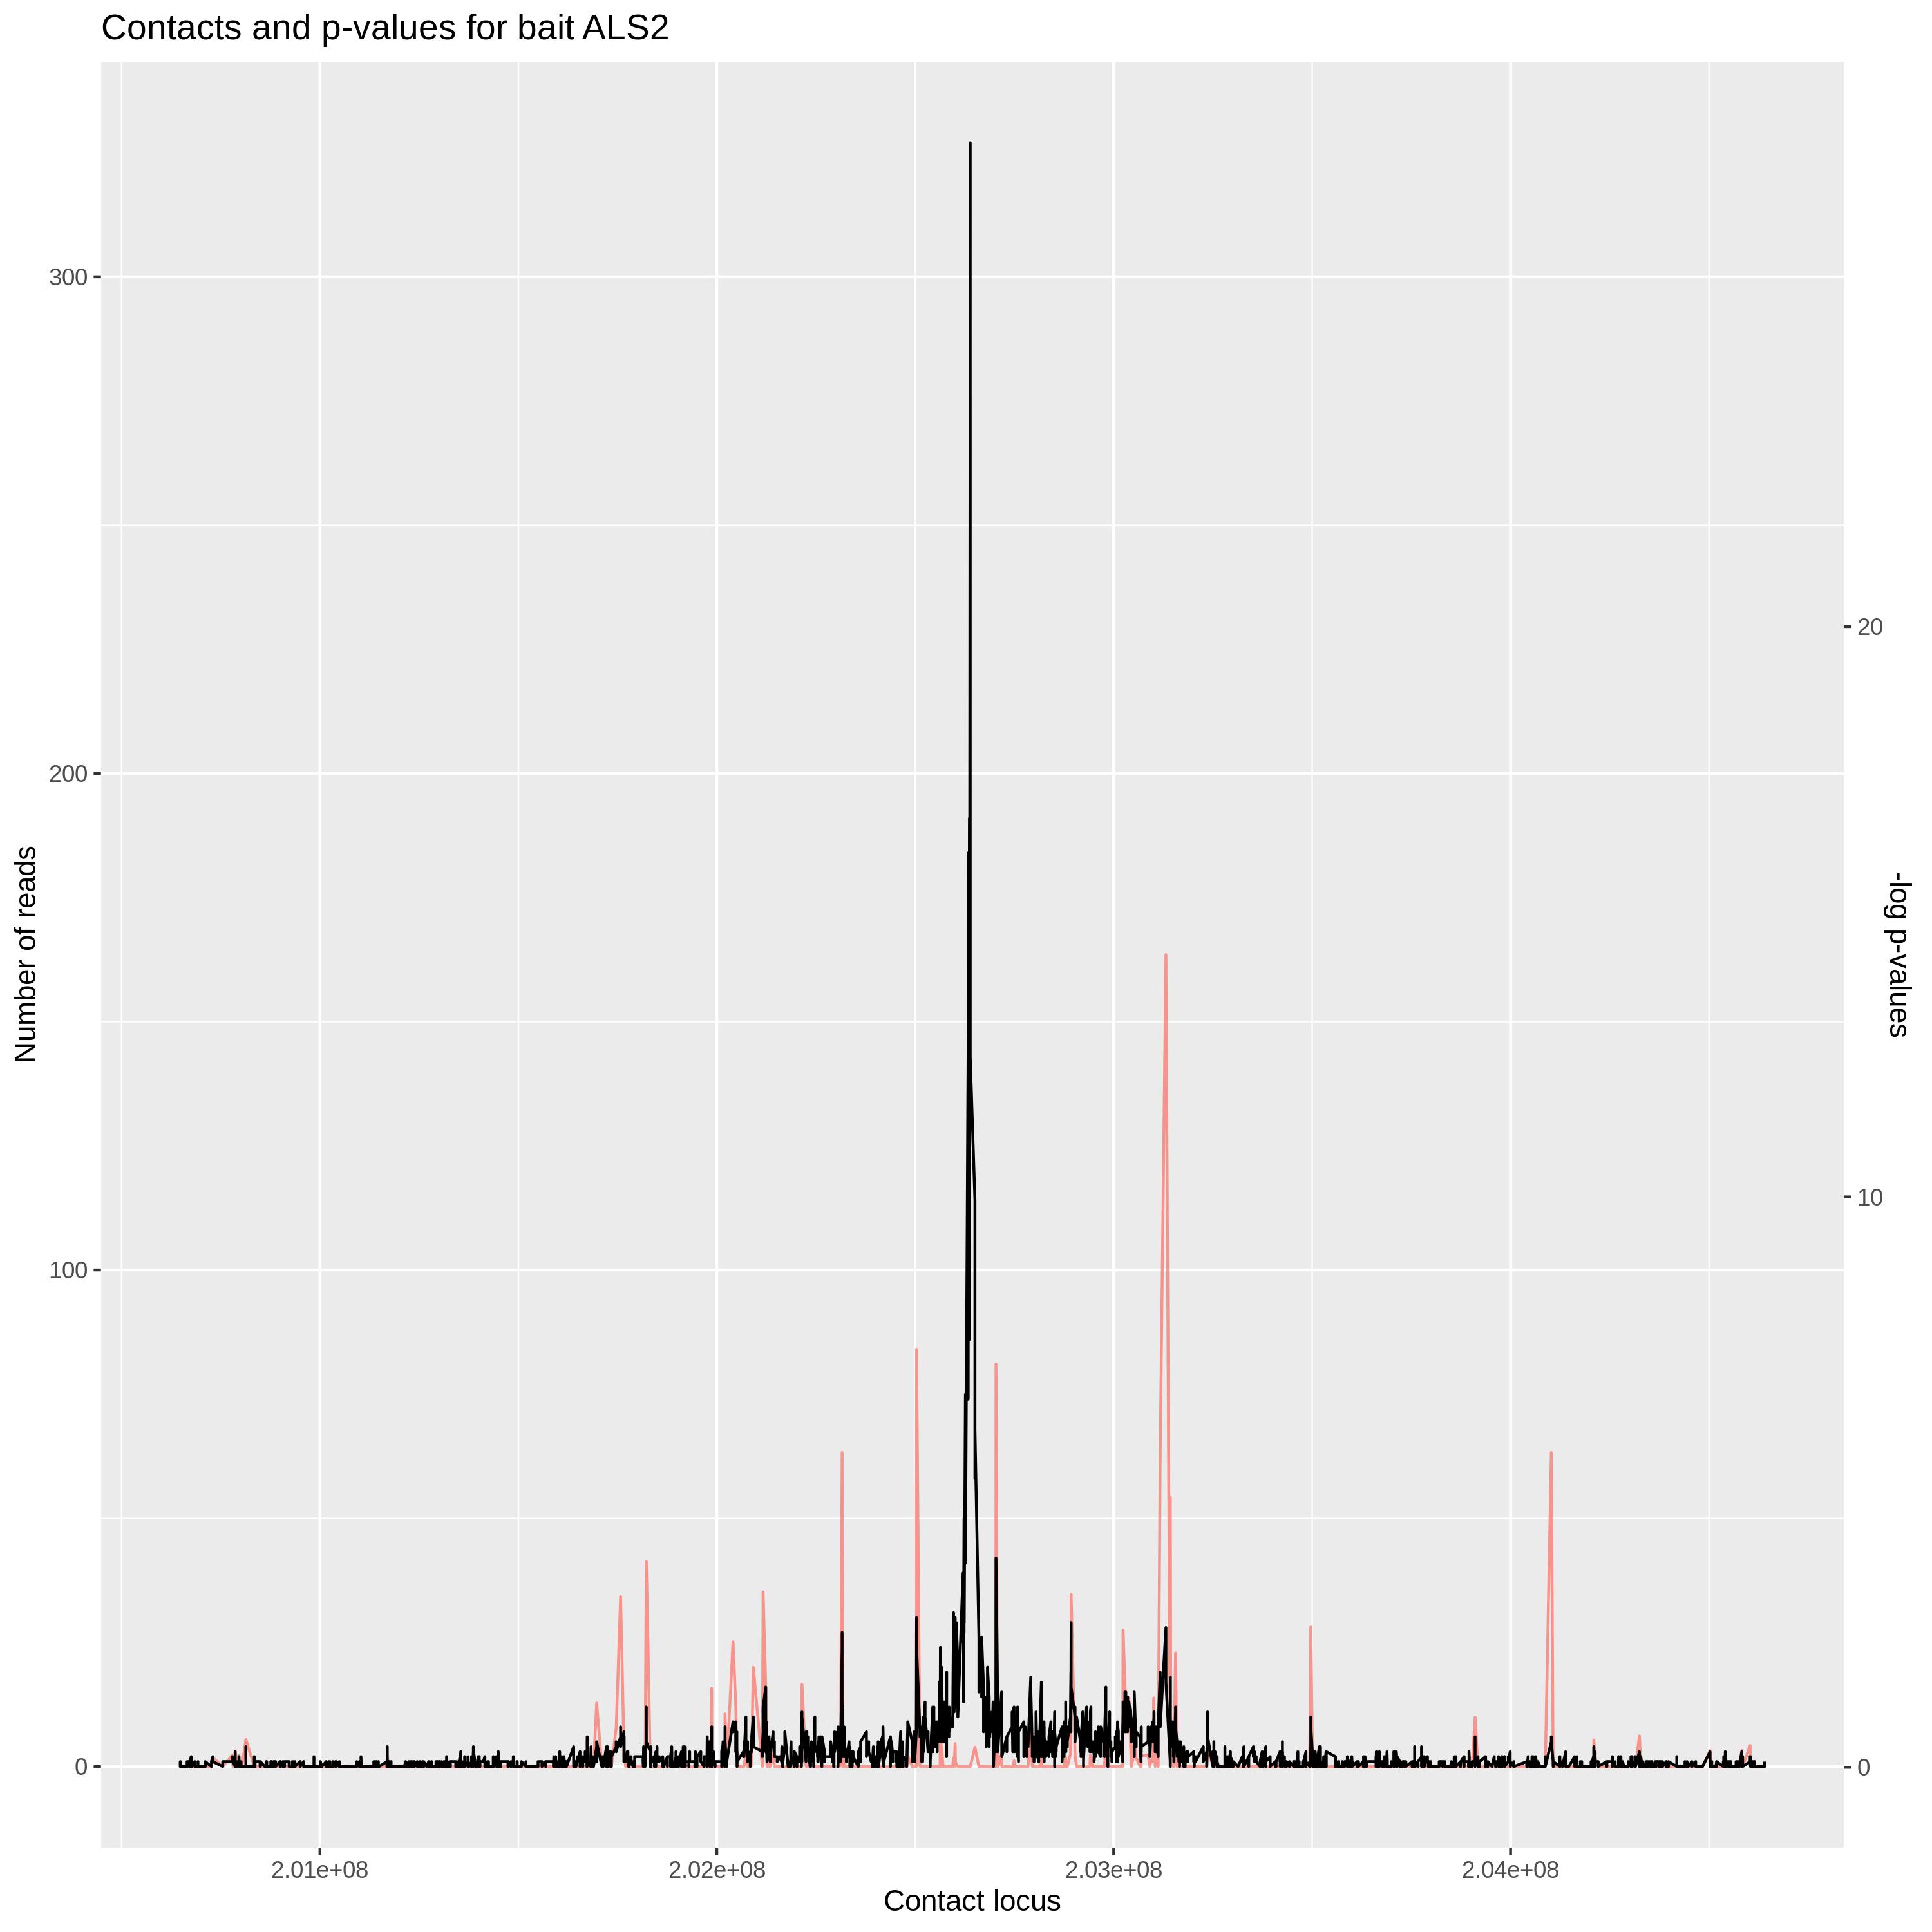 Contacts and p-values for bait ALS2
Number of reads
300
200
100
0
20
10
0
-log p-values
2.01e+08
2.02e+08
2.03e+08
2.04e+08
Contact locus